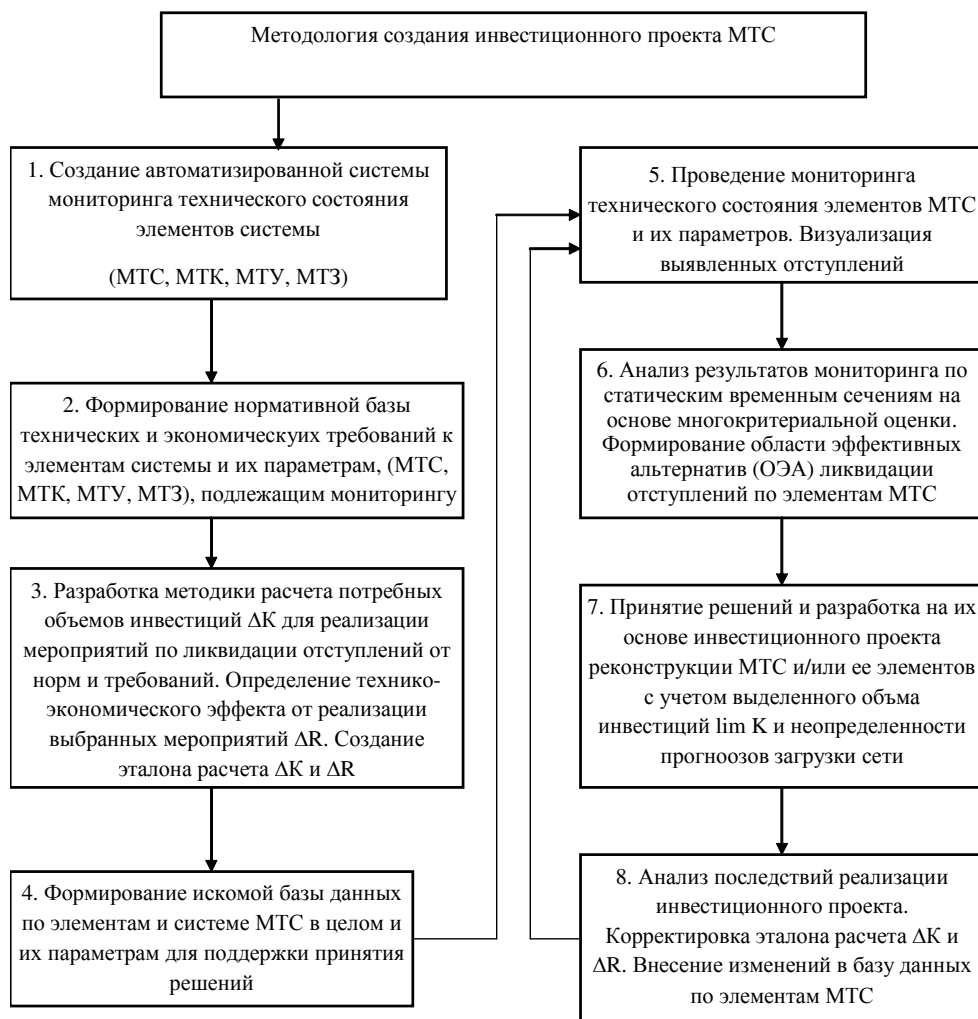 Методология создания инвестиционного проекта МТС
1. Создание автоматизированной системы
мониторинга технического состояния
элементов системы
(МТС, МТК, МТУ, МТЗ)
2. Формирование нормативной базы
технических и экономическуих требований к
элементам системы и их параметрам, (МТС,
МТК, МТУ, МТЗ), подлежащим мониторингу
3. Разработка методики расчета потребных
объемов инвестиций ΔК для реализации
мероприятий по ликвидации отступлений от
норм и требований. Определение технико-
экономического эффекта от реализации
выбранных мероприятий ΔR. Создание
эталона расчета ΔК и ΔR
4. Формирование искомой базы данных
по элементам и системе МТС в целом и
их параметрам для поддержки принятия
решений
5. Проведение мониторинга
технического состояния элементов МТС
и их параметров. Визуализация
выявленных отступлений
6. Анализ результатов мониторинга по
статическим временным сечениям на
основе многокритериальной оценки.
Формирование области эффективных
альтернатив (ОЭА) ликвидации
отступлений по элементам МТС
7. Принятие решений и разработка на их
основе инвестиционного проекта
реконструкции МТС и/или ее элементов
с учетом выделенного объма
инвестиций lim K и неопределенности
прогноозов загрузки сети
8. Анализ последствий реализации
инвестиционного проекта.
Корректировка эталона расчета ΔК и
ΔR. Внесение изменений в базу данных
по элементам МТС